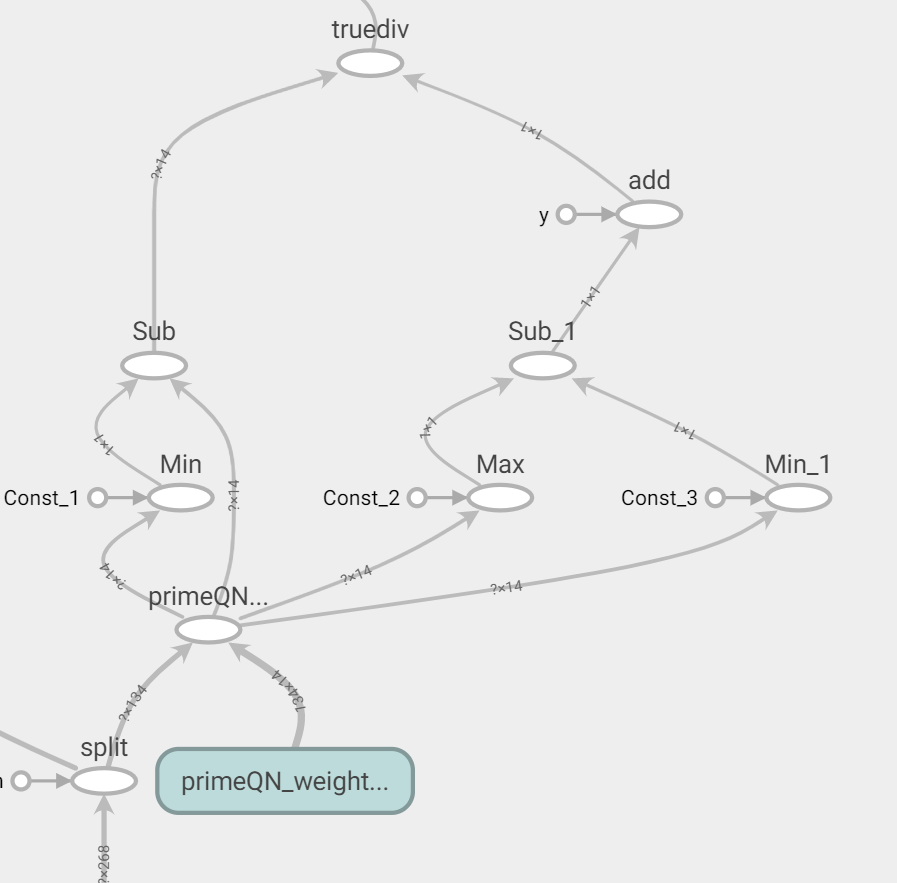 truediv
1×1
?×14
add
y
1×1
Sub
Sub_1
1×1
1×1
1×1
Min
Max
Min_1
Const_1
?×14
Const_2
Const_3
?×14
?×14
?×14
primeQN...
134×14
?×134
split
primeQN_weight...
?×268